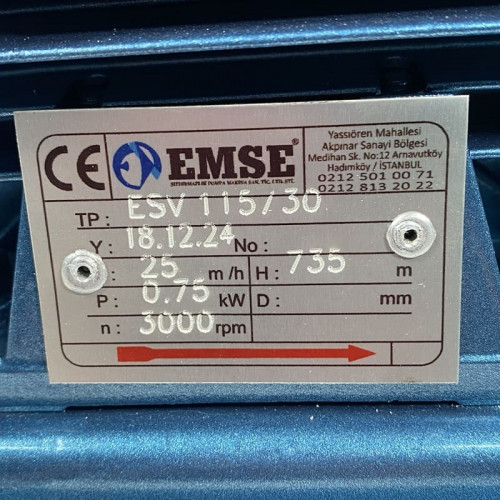 CE EMSE®
Yassıören Mahallesi
Akpınar Sanayi Bölgesi
Medihan Sk. No:12 Arnavutköy
Hadımköy / İSTANBUL
0212 501 00 71
0212 813 20 22
TP: ESV 115/30
Y: 18.12.24 No:
: 25 m/h H: 735 m
P: 0.75 kW D: mm
n: 3000 rpm